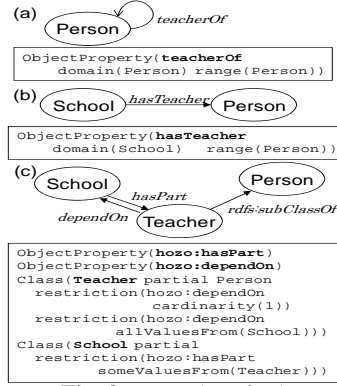 (a)
Person
teacherOf
ObjectProperty(teacherOf
domain(Person) range(Person))
(b)
School
hasTeacher
Person
ObjectProperty(hasTeacher
domain(School) range(Person))
(c)
School
Person
hasPart
dependOn
Teacher
rdfs:subClassOf
ObjectProperty(hozo:hasPart)
ObjectProperty(hozo:dependOn)
Class(Teacher partial Person
restriction(hozo:dependOn
cardinarity(1))
restriction(hozo:dependOn
allValuesFrom(School)))
Class(School partial
restriction(hozo:hasPart
someValuesFrom(Teacher)))